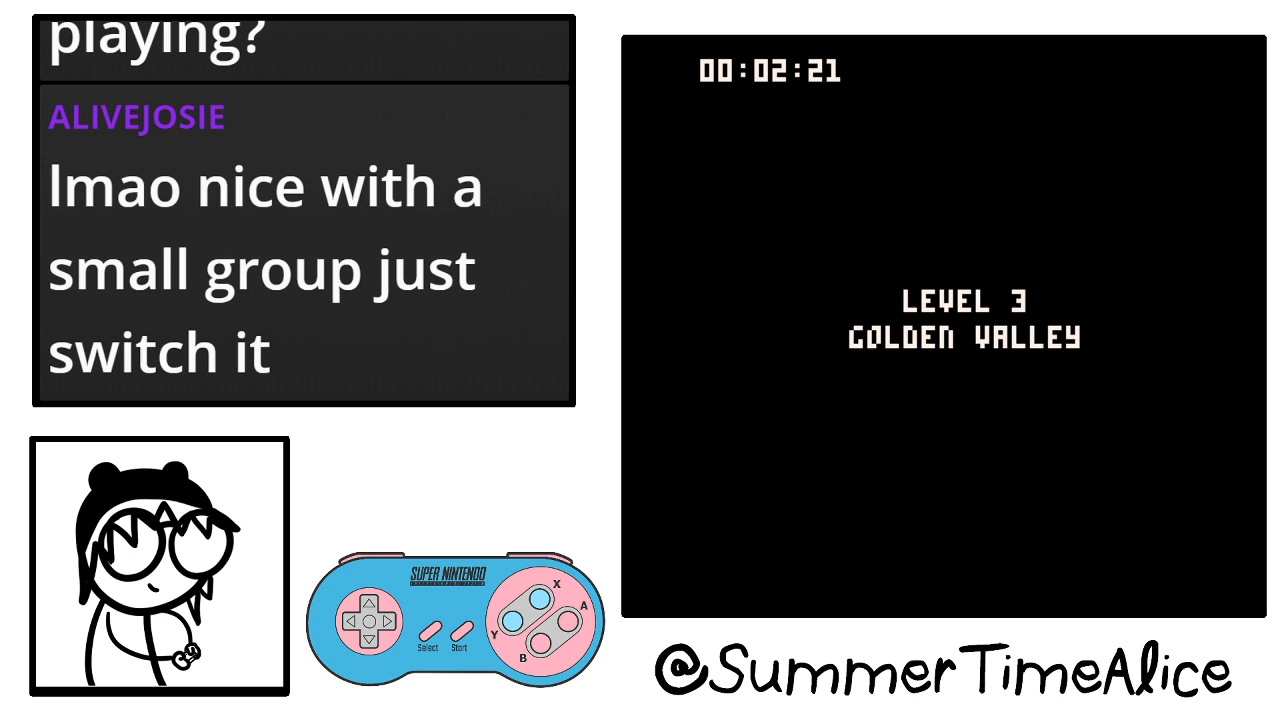 playing?
ALIVEJOSIE
lmao nice with a
small group just
switch it
00:02:21
LEVEL 3
GOLDEN VALLEY
SUPER NINTENDO
X
A
Y
B
Select
Start
@SummerTimeAlice